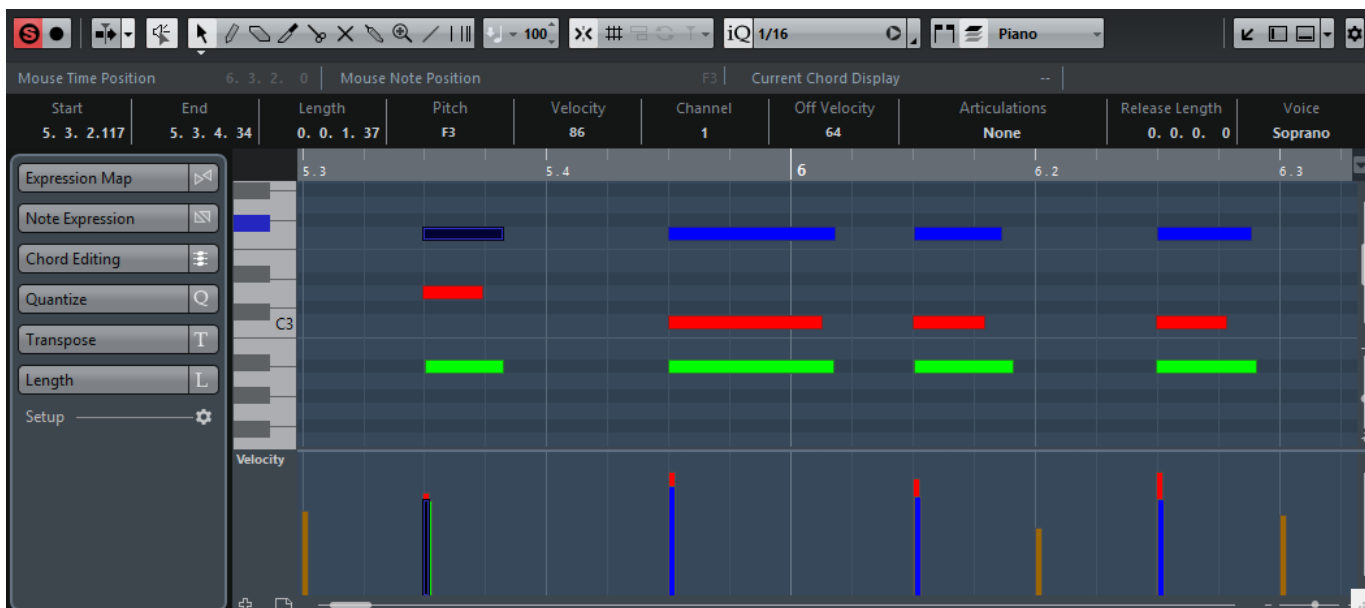 S 100 iQ 1/16 Piano
Mouse Time Position 6. 3. 2. 0 Mouse Note Position F3 Current Chord Display --
Start End Length Pitch Velocity Channel Off Velocity Articulations Release Length Voice
5. 3. 2.117 5. 3. 4. 34 0. 0. 1. 37 F3 86 1 64 None 0. 0. 0. 0 Soprano
5.3 5.4 6 6.2 6.3
Expression Map
Note Expression
Chord Editing
Quantize Q
C3
Transpose T
Length L
Setup
Velocity